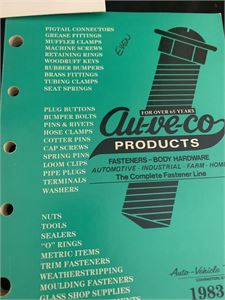 PIGTAIL CONNECTORS
GREASE FITTINGS
MUFFLER CLAMPS
MACHINE SCREWS
RETAINING RINGS
WOODRUFF KEYS
RUBBER BUMPERS
BRASS FITTINGS
TUBING CLAMPS
SEAT SPRINGS
PLUG BUTTONS
BUMPER BOLTS
PINS & RIVETS
HOSE CLAMPS
COTTER PINS
CAP SCREWS
SPRING PINS
LOOM CLIPS
PIPE PLUGS
TERMINALS
WASHERS
NUTS
TOOLS
SEALERS
"O" RINGS
METRIC ITEMS
TRIM FASTENERS
WEATHERSTRIPPING
MOULDING FASTENERS
GLASS SHOP SUPPLIES
FOR OVER 65 YEARS
au-ve-co
PRODUCTS
FASTENERS - BODY HARDWARE
AUTOMOTIVE - INDUSTRIAL - FARM - HOME
The Complete Fastener Line
Auto-Vehicle
1983